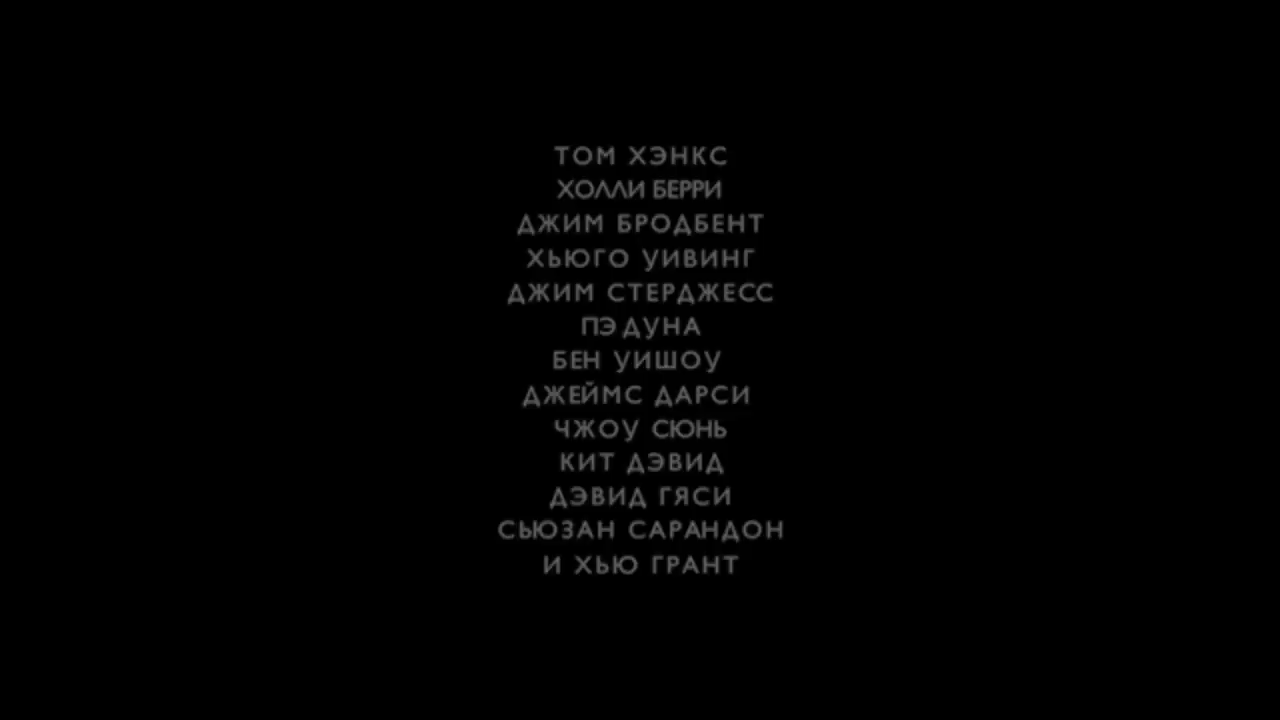 ТОМ ХЭНКС
ХОЛЛИ БЕРРИ
ДЖИМ БРОДБЕНТ
ХЬЮГО УИВИНГ
ДЖИМ СТЕРДЖЕСС
ПЭ ДУНА
БЕН УИШОУ
ДЖЕЙМС ДАРСИ
ЧЖОУ СЮНЬ
КИТ ДЭВИД
ДЭВИД ГЯСИ
СЬЮЗАН САРАНДОН
И ХЬЮ ГРАНТ